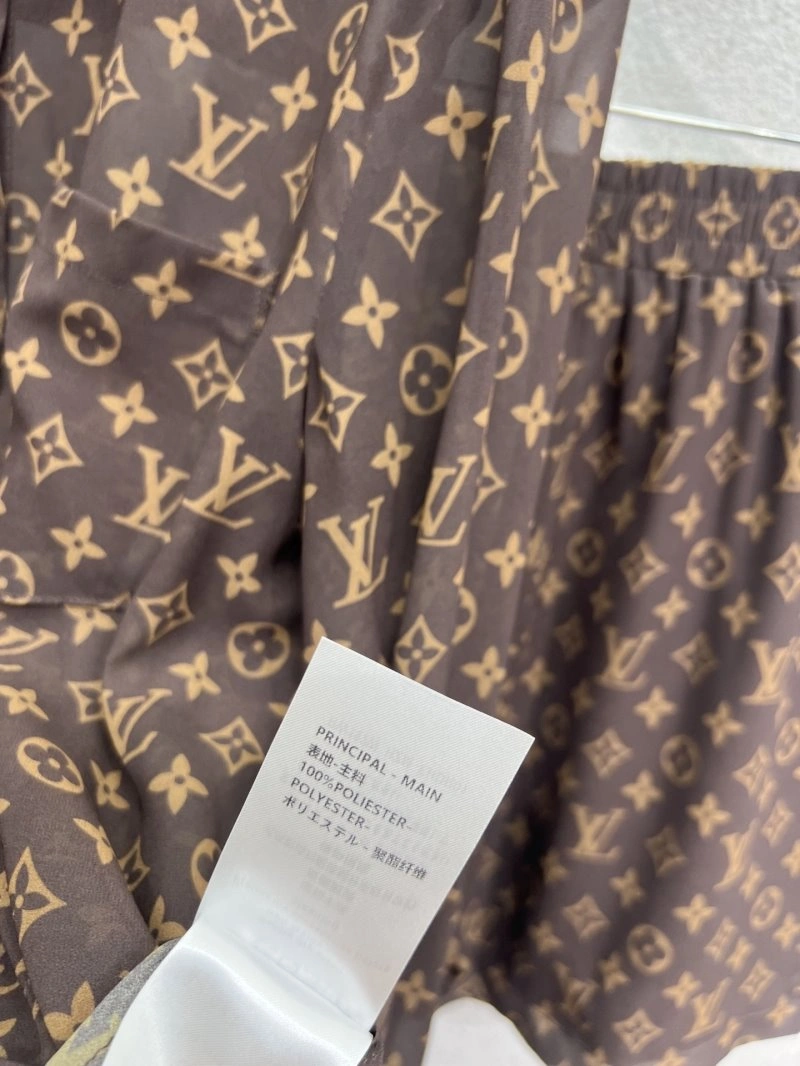 PRINCIPAL - MAIN
表地-主料
100%POLIESTER-
POLYESTER-
ポリエステル - 聚酯纤维